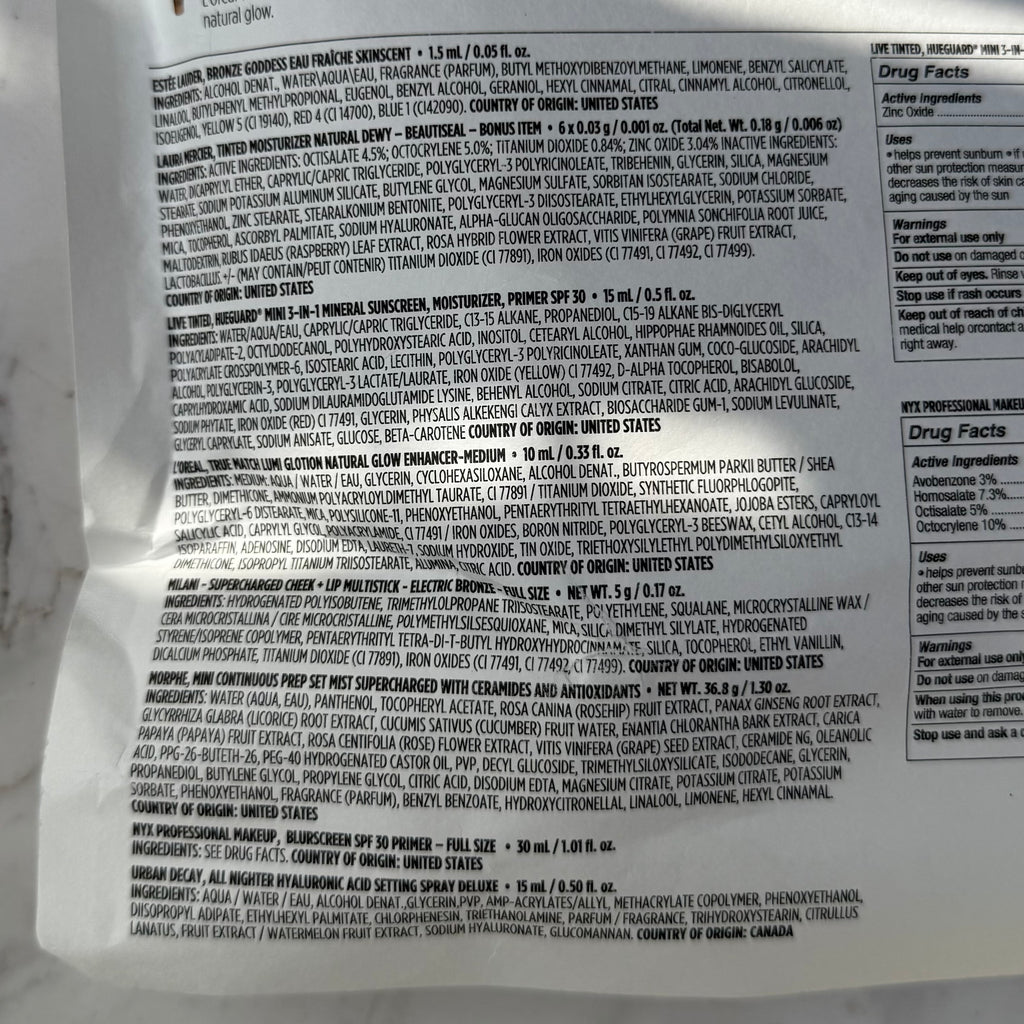 natural glow.
ESTÉE LAUDER, BRONZE GODDESS EAU FRAÎCHE SKINSCENT • 1.5 mL / 0.05 fl. oz.
INGREDIENTS: ALCOHOL DENAT., WATER\AQUA\EAU, FRAGRANCE (PARFUM), BUTYL METHOXYDIBENZOYLMETHANE, LIMONENE, BENZYL SALICYLATE,
LINALOOL, BUTYLPHENYL METHYLPROPIONAL, EUGENOL, BENZYL ALCOHOL, GERANIOL, HEXYL CINNAMAL, CITRAL, CINNAMYL ALCOHOL, CITRONELLOL,
ISOEUGENOL, YELLOW 5 (CI 19140), RED 4 (CI 14700), BLUE 1 (CI42090). COUNTRY OF ORIGIN: UNITED STATES
LAURA MERCIER, TINTED MOISTURIZER NATURAL DEWY – BEAUTISEAL – BONUS ITEM • 6 x 0.03 g / 0.001 oz. (Total Net. Wt. 0.18 g / 0.006 oz)
INGREDIENTS: ACTIVE INGREDIENTS: OCTISALATE 4.5%; OCTOCRYLENE 5.0%; TITANIUM DIOXIDE 0.84%; ZINC OXIDE 3.04% INACTIVE INGREDIENTS:
WATER, DICAPRYLYL ETHER, CAPRYLIC/CAPRIC TRIGLYCERIDE, POLYGLYCERYL-3 POLYRICINOLEATE, TRIBEHENIN, GLYCERIN, SILICA, MAGNESIUM
STEARATE, SODIUM POTASSIUM ALUMINUM SILICATE, BUTYLENE GLYCOL, MAGNESIUM SULFATE, SORBITAN ISOSTEARATE, SODIUM CHLORIDE,
PHENOXYETHANOL, ZINC STEARATE, STEARALKONIUM BENTONITE, POLYGLYCERYL-3 DIISOSTEARATE, ETHYLHEXYLGLYCERIN, POTASSIUM SORBATE,
MICA, TOCOPHEROL, ASCORBYL PALMITATE, SODIUM HYALURONATE, ALPHA-GLUCAN OLIGOSACCHARIDE, POLYMNIA SONCHIFOLIA ROOT JUICE,
MALTODEXTRIN, RUBUS IDAEUS (RASPBERRY) LEAF EXTRACT, ROSA HYBRID FLOWER EXTRACT, VITIS VINIFERA (GRAPE) FRUIT EXTRACT,
LACTOBACILLUS. +/- (MAY CONTAIN/PEUT CONTENIR) TITANIUM DIOXIDE (CI 77891), IRON OXIDES (CI 77491, CI 77492, CI 77499).
COUNTRY OF ORIGIN: UNITED STATES
LIVE TINTED, HUEGUARD® MINI 3-IN-1 MINERAL SUNSCREEN, MOISTURIZER, PRIMER SPF 30 • 15 mL / 0.5 fl. oz.
INGREDIENTS: WATER/AQUA/EAU, CAPRYLIC/CAPRIC TRIGLYCERIDE, C13-15 ALKANE, PROPANEDIOL, C15-19 ALKANE BIS-DIGLYCERYL
POLYACYLADIPATE-2, OCTYLDODECANOL, POLYHYDROXYSTEARIC ACID, INOSITOL, CETEARYL ALCOHOL, HIPPOPHAE RHAMNOIDES OIL, SILICA,
POLYACRYLATE CROSSPOLYMER-6, ISOSTEARIC ACID, LECITHIN, POLYGLYCERYL-3 POLYRICINOLEATE, XANTHAN GUM, COCO-GLUCOSIDE, ARACHIDYL
ALCOHOL, POLYGLYCERIN-3, POLYGLYCERYL-3 LACTATE/LAURATE, IRON OXIDE (YELLOW) CI 77492, D-ALPHA TOCOPHEROL, BISABOLOL,
CAPRYLHYDROXAMIC ACID, SODIUM DILAURAMIDOGLUTAMIDE LYSINE, BEHENYL ALCOHOL, SODIUM CITRATE, CITRIC ACID, ARACHIDYL GLUCOSIDE,
SODIUM PHYTATE, IRON OXIDE (RED) CI 77491, GLYCERIN, PHYSALIS ALKEKENGI CALYX EXTRACT, BIOSACCHARIDE GUM-1, SODIUM LEVULINATE,
GLYCERYL CAPRYLATE, SODIUM ANISATE, GLUCOSE, BETA-CAROTENE COUNTRY OF ORIGIN: UNITED STATES
L'OREAL, TRUE MATCH LUMI GLOTION NATURAL GLOW ENHANCER-MEDIUM • 10 mL / 0.33 fl. oz.
INGREDIENTS: MEDIUM: AQUA / WATER / EAU, GLYCERIN, CYCLOHEXASILOXANE, ALCOHOL DENAT., BUTYROSPERMUM PARKII BUTTER / SHEA
BUTTER, DIMETHICONE, AMMONIUM POLYACRYLOYLDIMETHYL TAURATE, CI 77891 / TITANIUM DIOXIDE, SYNTHETIC FLUORPHLOGOPITE,
POLYGLYCERYL-6 DISTEARATE, MICA, POLYSILICONE-11, PHENOXYETHANOL, PENTAERYTHRITYL TETRAETHYLHEXANOATE, JOJOBA ESTERS, CAPRYLOYL
SALICYLIC ACID, CAPRYLYL GLYCOL, POLYACRYLAMIDE, CI 77491 / IRON OXIDES, BORON NITRIDE, POLYGLYCERYL-3 BEESWAX, CETYL ALCOHOL, C13-14
ISOPARAFFIN, ADENOSINE, DISODIUM EDTA, LAURETH-7, SODIUM HYDROXIDE, TIN OXIDE, TRIETHOXYSILYLETHYL POLYDIMETHYLSILOXYETHYL
DIMETHICONE, ISOPROPYL TITANIUM TRIISOSTEARATE, ALUMINA, CITRIC ACID. COUNTRY OF ORIGIN: UNITED STATES
MILANI – SUPERCHARGED CHEEK + LIP MULTISTICK – ELECTRIC BRONZE – FULL SIZE • NET WT. 5 g / 0.17 oz.
INGREDIENTS: HYDROGENATED POLYISOBUTENE, TRIMETHYLOLPROPANE TRIISOSTEARATE, POLYETHYLENE, SQUALANE, MICROCRYSTALLINE WAX /
CERA MICROCRISTALLINA / CIRE MICROCRISTALLINE, POLYMETHYLSILSESQUIOXANE, MICA, SILICA DIMETHYL SILYLATE, HYDROGENATED
STYRENE/ISOPRENE COPOLYMER, PENTAERYTHRITYL TETRA-DI-T-BUTYL HYDROXYHYDROCINNAMATE, SILICA, TOCOPHEROL, ETHYL VANILLIN,
DICALCIUM PHOSPHATE, TITANIUM DIOXIDE (CI 77891), IRON OXIDES (CI 77491, CI 77492, CI 77499). COUNTRY OF ORIGIN: UNITED STATES
MORPHE, MINI CONTINUOUS PREP SET MIST SUPERCHARGED WITH CERAMIDES AND ANTIOXIDANTS • NET WT. 36.8 g / 1.30 oz.
INGREDIENTS: WATER (AQUA, EAU), PANTHENOL, TOCOPHERYL ACETATE, ROSA CANINA (ROSEHIP) FRUIT EXTRACT, PANAX GINSENG ROOT EXTRACT,
GLYCYRRHIZA GLABRA (LICORICE) ROOT EXTRACT, CUCUMIS SATIVUS (CUCUMBER) FRUIT WATER, ENANTIA CHLORANTHA BARK EXTRACT, CARICA
PAPAYA (PAPAYA) FRUIT EXTRACT, ROSA CENTIFOLIA (ROSE) FLOWER EXTRACT, VITIS VINIFERA (GRAPE) SEED EXTRACT, CERAMIDE NG, OLEANOLIC
ACID, PPG-26-BUTETH-26, PEG-40 HYDROGENATED CASTOR OIL, PVP, DECYL GLUCOSIDE, TRIMETHYLSILOXYSILICATE, ISODODECANE, GLYCERIN,
PROPANEDIOL, BUTYLENE GLYCOL, PROPYLENE GLYCOL, CITRIC ACID, DISODIUM EDTA, MAGNESIUM CITRATE, POTASSIUM CITRATE, POTASSIUM
SORBATE, PHENOXYETHANOL, FRAGRANCE (PARFUM), BENZYL BENZOATE, HYDROXYCITRONELLAL, LINALOOL, LIMONENE, HEXYL CINNAMAL.
COUNTRY OF ORIGIN: UNITED STATES
NYX PROFESSIONAL MAKEUP, BLURSCREEN SPF 30 PRIMER – FULL SIZE • 30 mL / 1.01 fl. oz.
INGREDIENTS: SEE DRUG FACTS. COUNTRY OF ORIGIN: UNITED STATES
URBAN DECAY, ALL NIGHTER HYALURONIC ACID SETTING SPRAY DELUXE • 15 mL / 0.50 fl. oz.
INGREDIENTS: AQUA / WATER / EAU, ALCOHOL DENAT.,GLYCERIN,PVP, AMP-ACRYLATES/ALLYL, METHACRYLATE COPOLYMER, PHENOXYETHANOL,
DIISOPROPYL ADIPATE, ETHYLHEXYL PALMITATE, CHLORPHENESIN, TRIETHANOLAMINE, PARFUM / FRAGRANCE, TRIHYDROXYSTEARIN, CITRULLUS
LANATUS, FRUIT EXTRACT / WATERMELON FRUIT EXTRACT, SODIUM HYALURONATE, GLUCOMANNAN. COUNTRY OF ORIGIN: CANADA
LIVE TINTED, HUEGUARD® MINI 3-IN-
Drug Facts
Active ingredients
Zinc Oxide
Uses
• helps prevent sunburn • if
other sun protection measur
decreases the risk of skin ca
aging caused by the sun
Warnings
For external use only
Do not use on damaged
Keep out of eyes. Rinse
Stop use if rash occurs
Keep out of reach of ch
medical help orcontact a
right away.
NYX PROFESSIONAL MAKEU
Drug Facts
Active ingredients
Avobenzone 3%
Homosalate 7.3%
Octisalate 5%
Octocrylene 10%
Uses
• helps prevent sunbu
other sun protection
decreases the risk of
aging caused by the
Warnings
For external use only
Do not use on damag
When using this pro
with water to remove.
Stop use and ask a